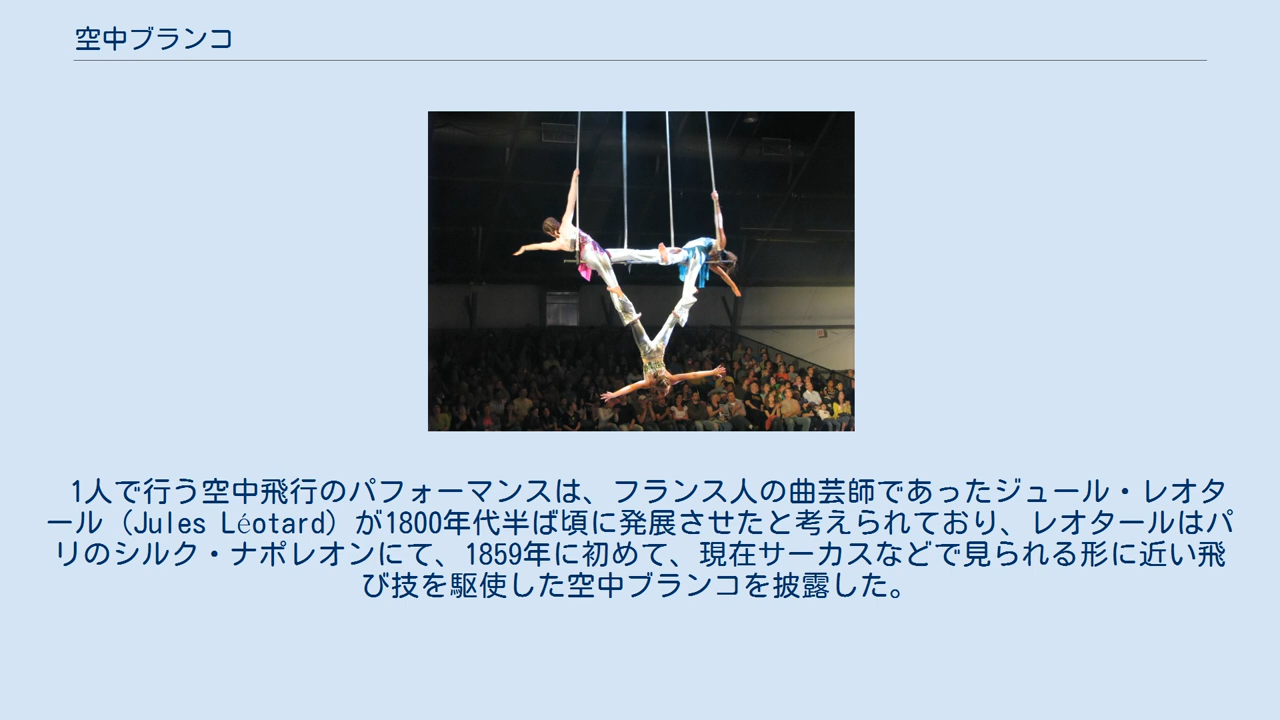 空中ブランコ
1人で行う空中飛行のパフォーマンスは、フランス人の曲芸師であったジュール・レオタ
ール（Jules Léotard）が1800年代半ば頃に発展させたと考えられており、レオタールはパ
リのシルク・ナポレオンにて、1859年に初めて、現在サーカスなどで見られる形に近い飛
び技を駆使した空中ブランコを披露した。